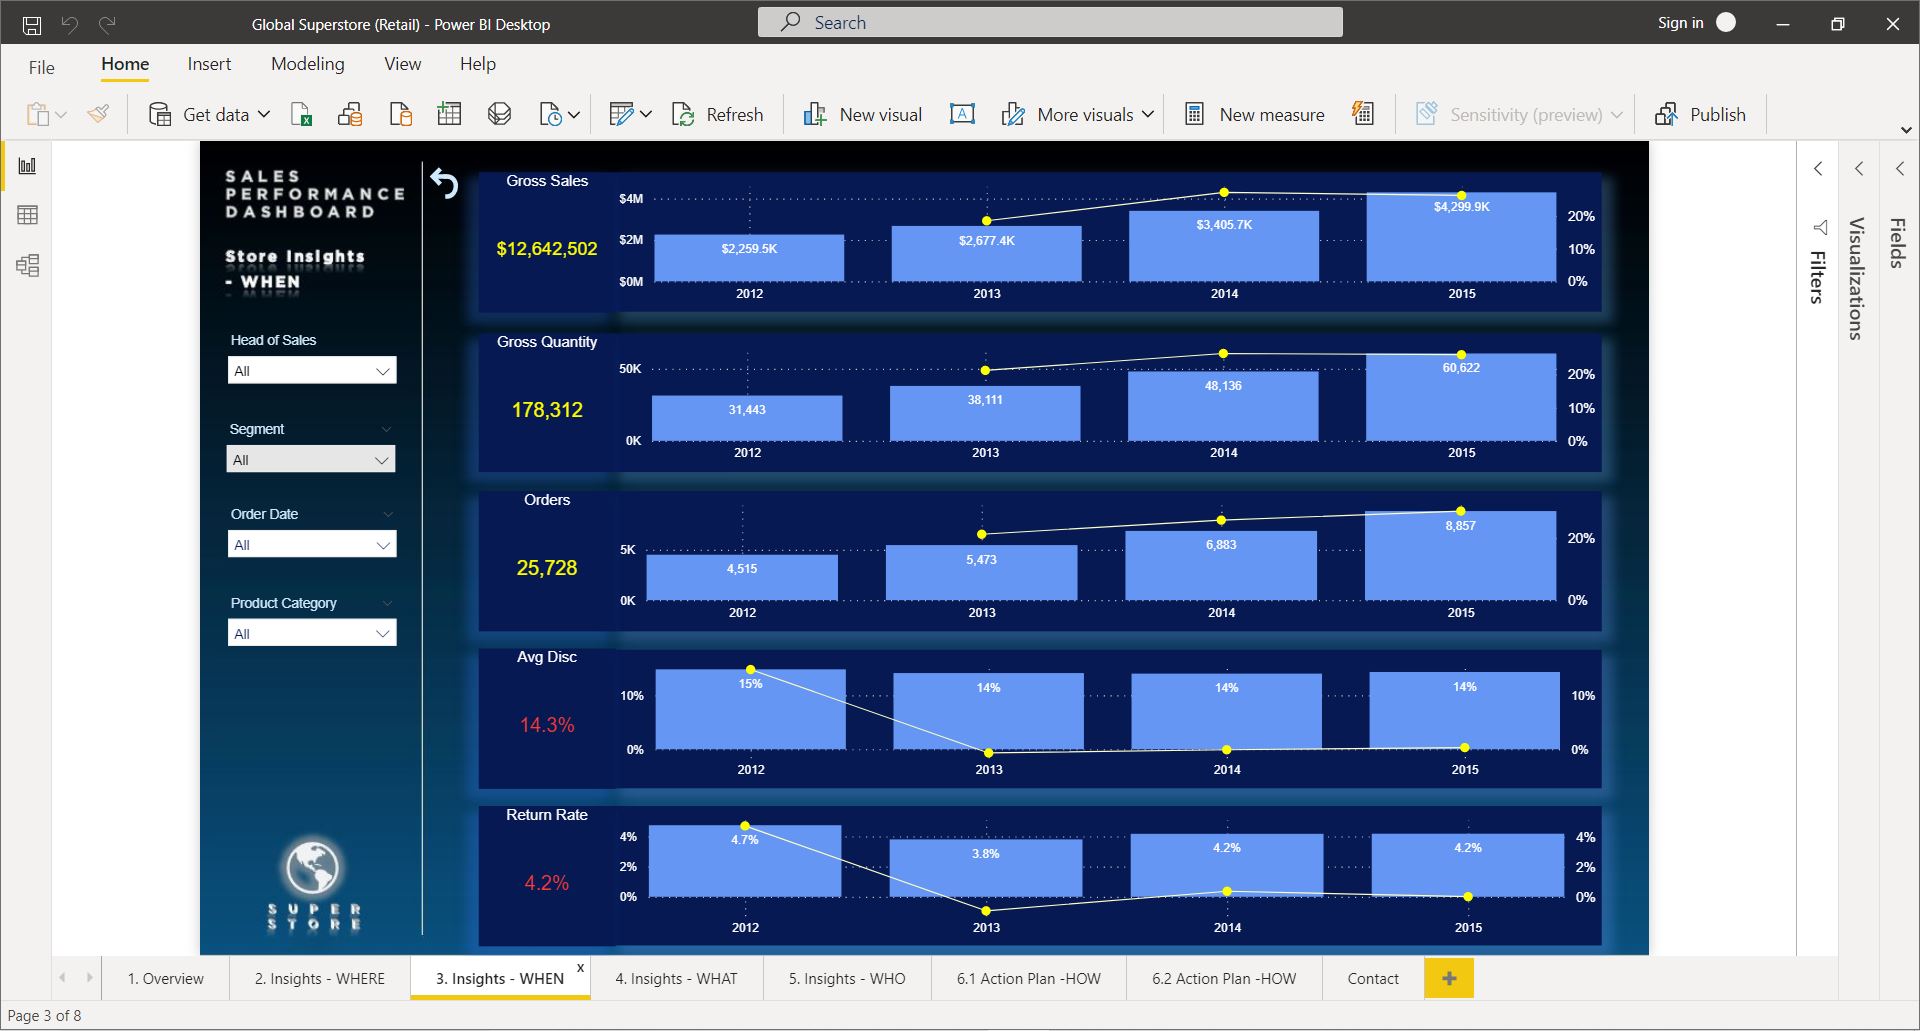 Global Superstore (Retail) - Power BI Desktop
Search
Sign in
File
Home
Insert
Modeling
View
Help
Get data
Refresh
New visual
More visuals
New measure
Sensitivity (preview)
Publish
SALES
PERFORMANCE
DASHBOARD
Store Insights
- WHEN
Head of Sales
All
Segment
All
Order Date
All
Product Category
All
SUPER
STORE
Gross Sales
$12,642,502
$4M
$2M
$0M
$2,259.5K
$2,677.4K
$3,405.7K
$4,299.9K
20%
10%
0%
2012
2013
2014
2015
Gross Quantity
178,312
50K
0K
31,443
38,111
48,136
60,622
20%
10%
0%
2012
2013
2014
2015
Orders
25,728
5K
0K
4,515
5,473
6,883
8,857
20%
0%
2012
2013
2014
2015
Avg Disc
14.3%
10%
0%
15%
14%
14%
14%
10%
0%
2012
2013
2014
2015
Return Rate
4.2%
4%
2%
0%
4.7%
3.8%
4.2%
4.2%
4%
2%
0%
2012
2013
2014
2015
Filters
Visualizations
Fields
1. Overview
2. Insights - WHERE
3. Insights - WHEN
x
4. Insights - WHAT
5. Insights - WHO
6.1 Action Plan -HOW
6.2 Action Plan -HOW
Contact
+
Page 3 of 8